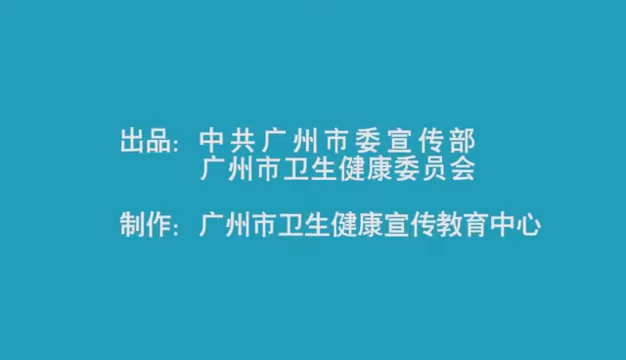 出品：中共广州市委宣传部
广州市卫生健康委员会
制作：广州市卫生健康宣传教育中心